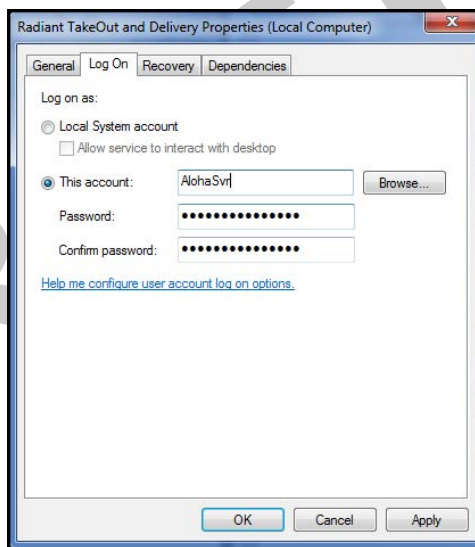 Radiant TakeOut and Delivery Properties (Local Computer)
General Log On Recovery Dependencies
Log on as:
Local System account
Allow service to interact with desktop
This account: AlohaSvr Browse...
Password: •••••••••••••••
Confirm password: •••••••••••••••
Help me configure user account log on options.
OK Cancel Apply